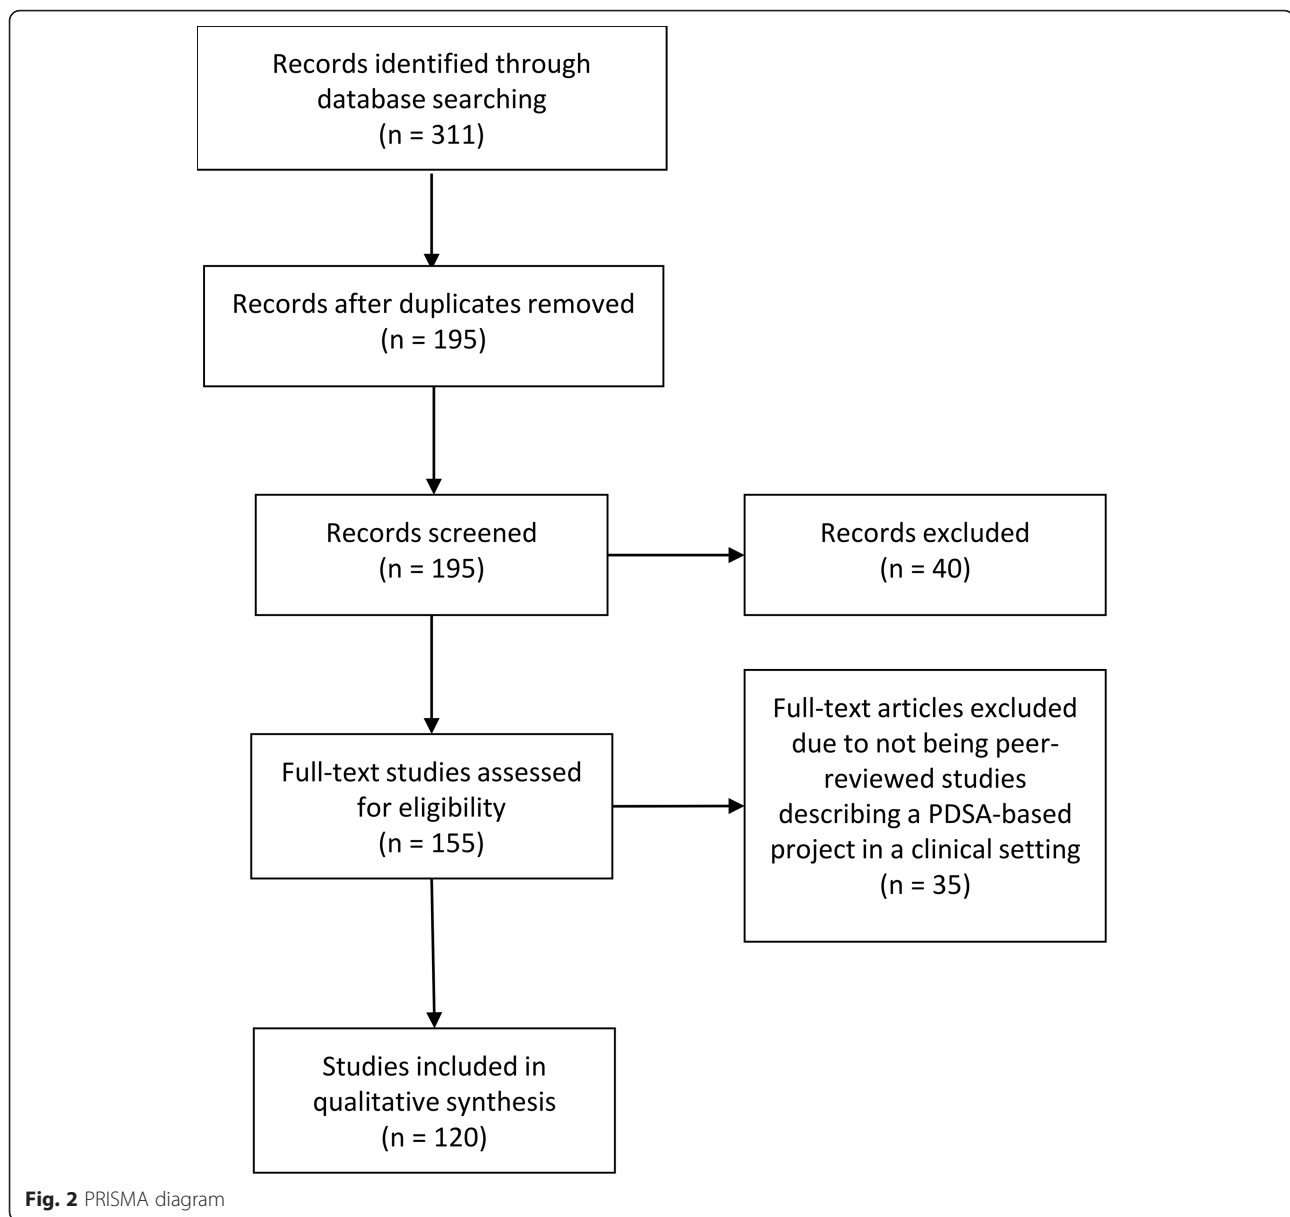 Records identified through
database searching
(n = 311)
Records after duplicates removed
(n = 195)
Records screened
(n = 195)
Records excluded
(n = 40)
Full-text studies assessed
for eligibility
(n = 155)
Full-text articles excluded
due to not being peer-
reviewed studies
describing a PDSA-based
project in a clinical setting
(n = 35)
Studies included in
qualitative synthesis
(n = 120)
Fig. 2 PRISMA diagram